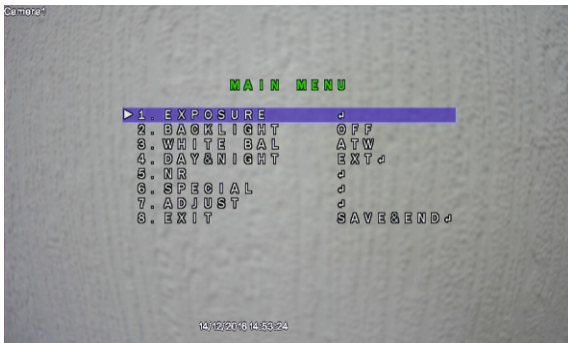 Camera1
MAIN MENU
1. EXPOSURE ↲
2. BACKLIGHT OFF
3. WHITE BAL ATW
4. DAY&NIGHT EXT↲
5. NR ↲
6. SPECIAL ↲
7. ADJUST ↲
8. EXIT SAVE&END↲
14/12/2016 14:53:24